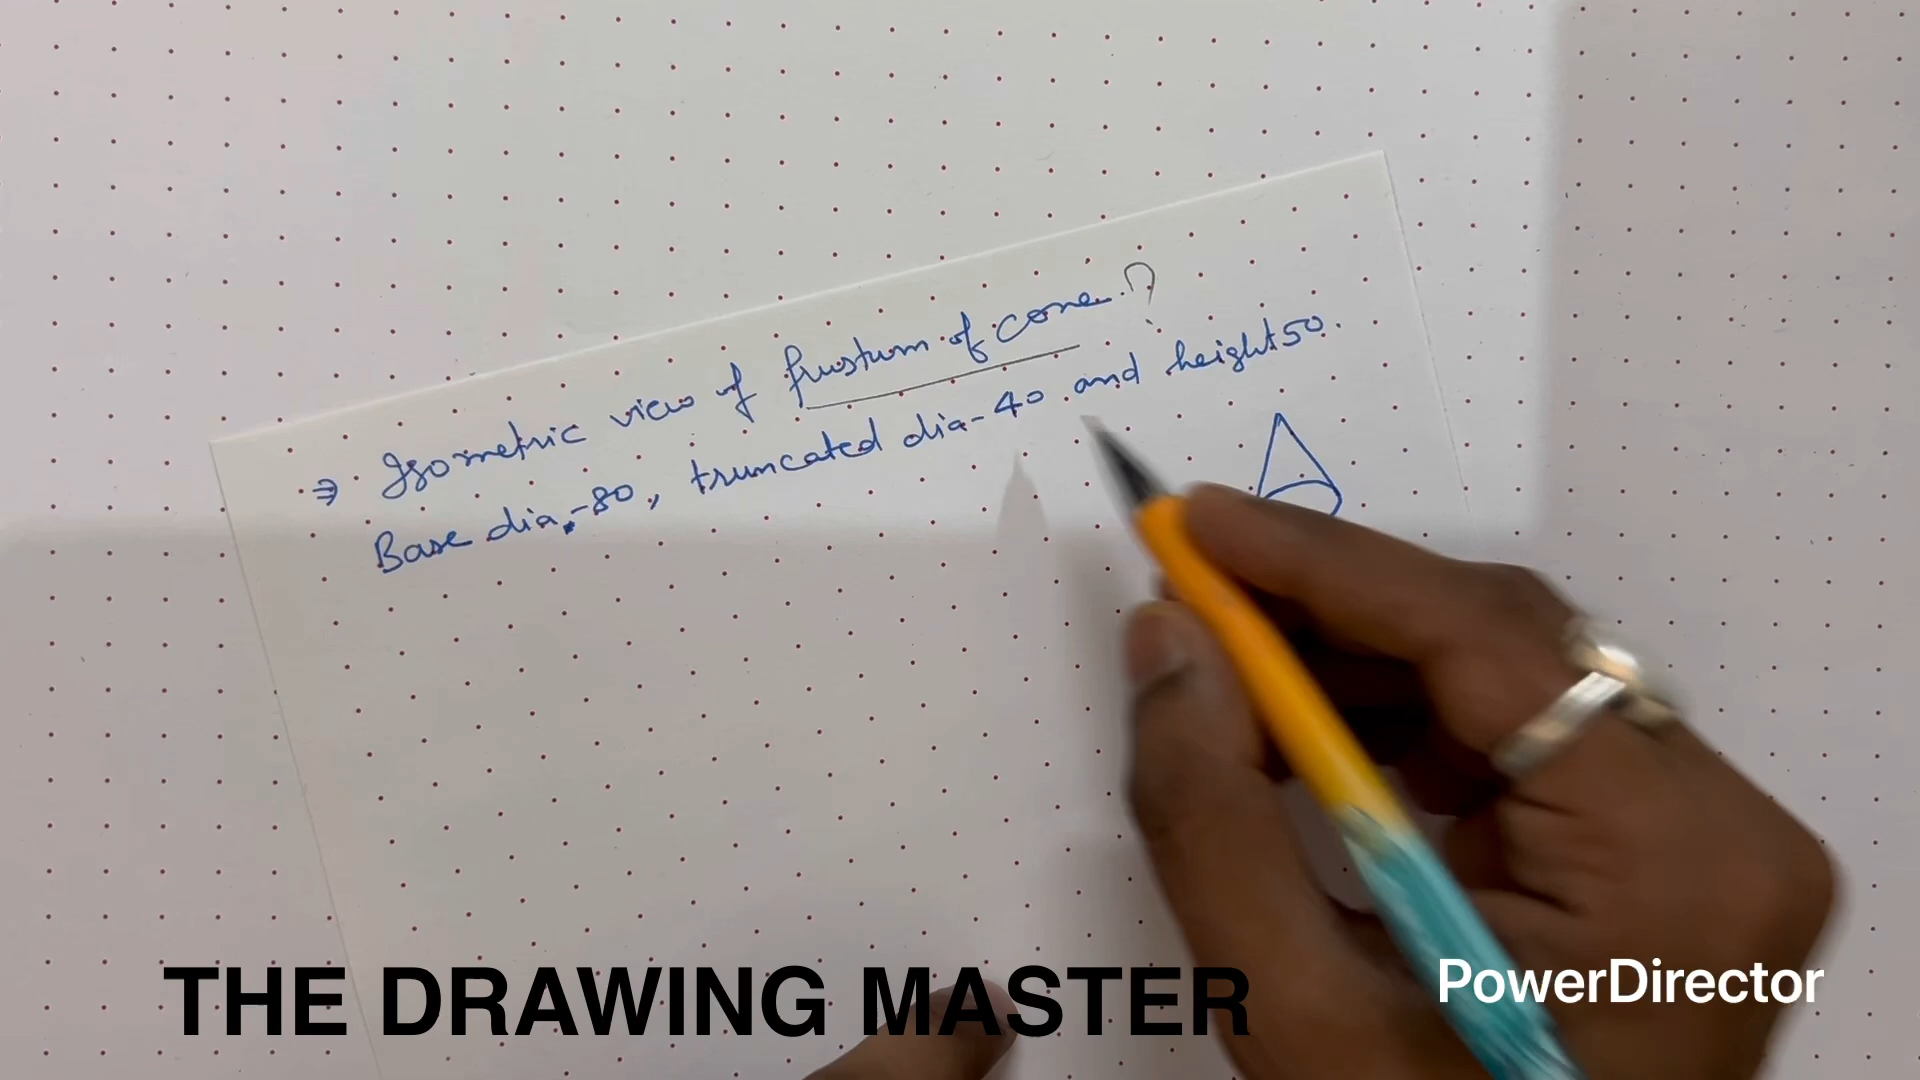 ⇒ Isometric view of frustum of cone.?
Base dia.-80, truncated dia-40 and height 50.
THE DRAWING MASTER
PowerDirector